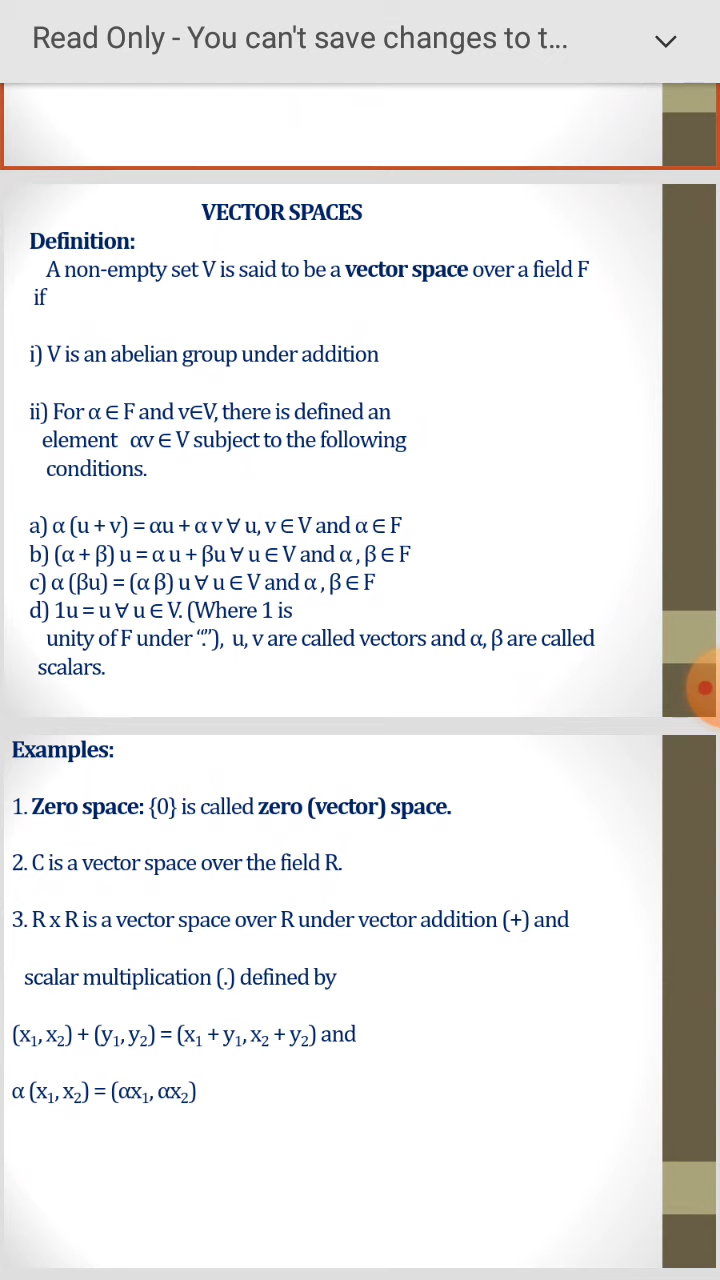 Read Only - You can't save changes to t...
VECTOR SPACES
Definition:
A non-empty set V is said to be a vector space over a field F
if
i) V is an abelian group under addition
ii) For α ∈ F and v∈V, there is defined an
element αv ∈ V subject to the following
conditions.
a) α (u + v) = αu + α v ∀ u, v ∈ V and α ∈ F
b) (α + β) u = α u + βu ∀ u ∈ V and α , β ∈ F
c) α (βu) = (α β) u ∀ u ∈ V and α , β ∈ F
d) 1u = u ∀ u ∈ V. (Where 1 is
unity of F under “.”), u, v are called vectors and α, β are called
scalars.
Examples:
1. Zero space: {0} is called zero (vector) space.
2. C is a vector space over the field R.
3. R x R is a vector space over R under vector addition (+) and
scalar multiplication (.) defined by
(x₁, x₂) + (y₁, y₂) = (x₁ + y₁, x₂ + y₂) and
α (x₁, x₂) = (αx₁, αx₂)